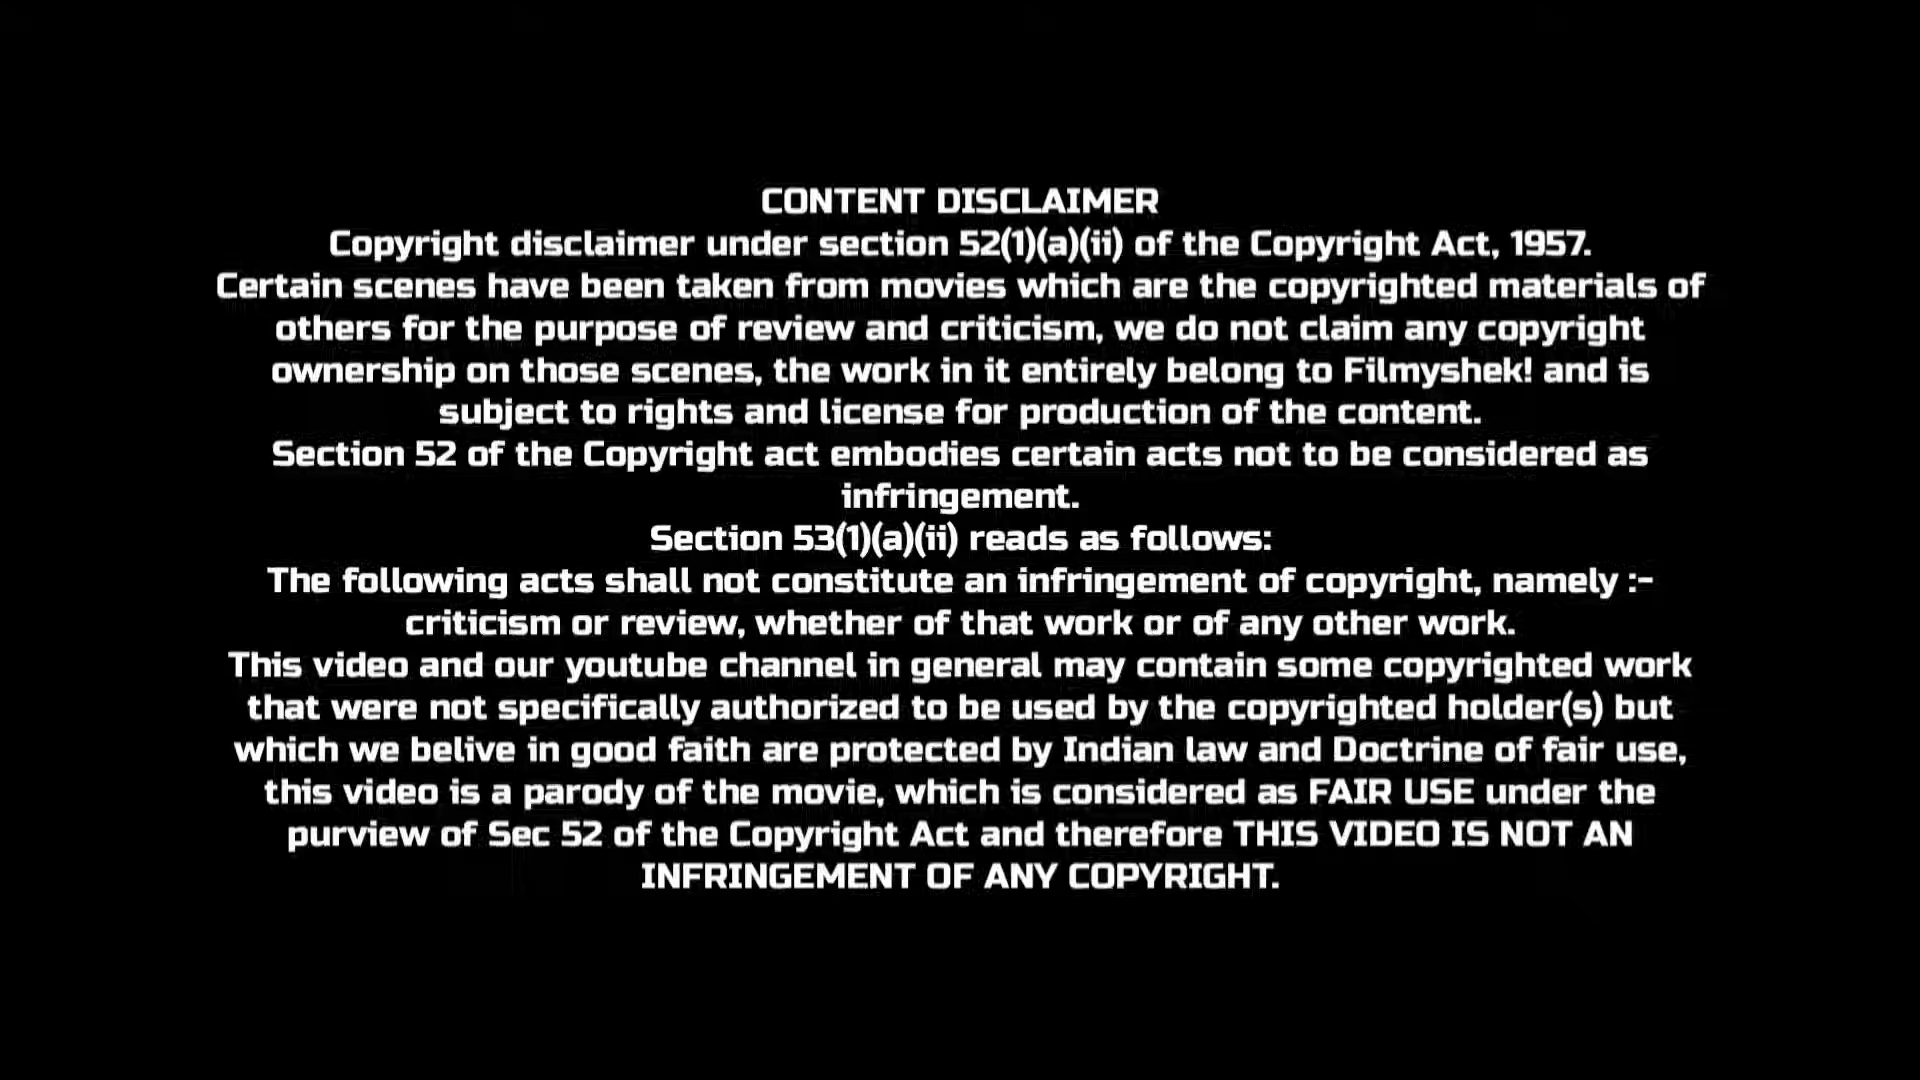 CONTENT DISCLAIMER
Copyright disclaimer under section 52(1)(a)(ii) of the Copyright Act, 1957.
Certain scenes have been taken from movies which are the copyrighted materials of
others for the purpose of review and criticism, we do not claim any copyright
ownership on those scenes, the work in it entirely belong to Filmyshek! and is
subject to rights and license for production of the content.
Section 52 of the Copyright act embodies certain acts not to be considered as
infringement.
Section 53(1)(a)(ii) reads as follows:
The following acts shall not constitute an infringement of copyright, namely :-
criticism or review, whether of that work or of any other work.
This video and our youtube channel in general may contain some copyrighted work
that were not specifically authorized to be used by the copyrighted holder(s) but
which we belive in good faith are protected by Indian law and Doctrine of fair use,
this video is a parody of the movie, which is considered as FAIR USE under the
purview of Sec 52 of the Copyright Act and therefore THIS VIDEO IS NOT AN
INFRINGEMENT OF ANY COPYRIGHT.